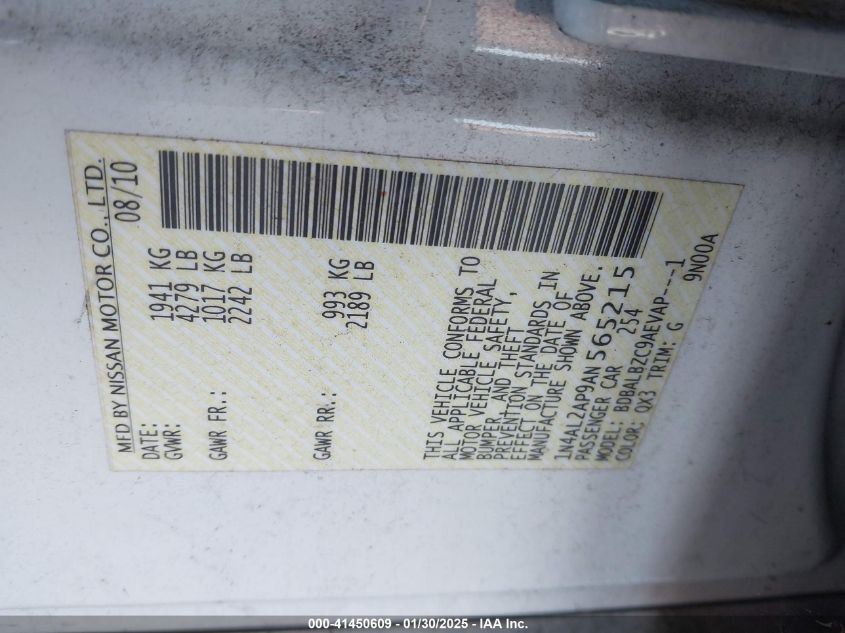 MFD BY NISSAN MOTOR CO., LTD.
DATE: 08/10
GVWR: 1941 KG
4279 LB
GAWR FR.: 1017 KG
2242 LB
GAWR RR.: 993 KG
2189 LB
THIS VEHICLE CONFORMS TO
ALL APPLICABLE FEDERAL
MOTOR VEHICLE SAFETY,
BUMPER, AND THEFT
PREVENTION STANDARDS IN
EFFECT ON THE DATE OF
MANUFACTURE SHOWN ABOVE.
1N4AL2AP9AN565215
PASSENGER CAR 254
MODEL: BDBALBZC9AEVAP----1
COLOR: QX3 TRIM: G 9N00A
000-41450609 - 01/30/2025 - IAA Inc.